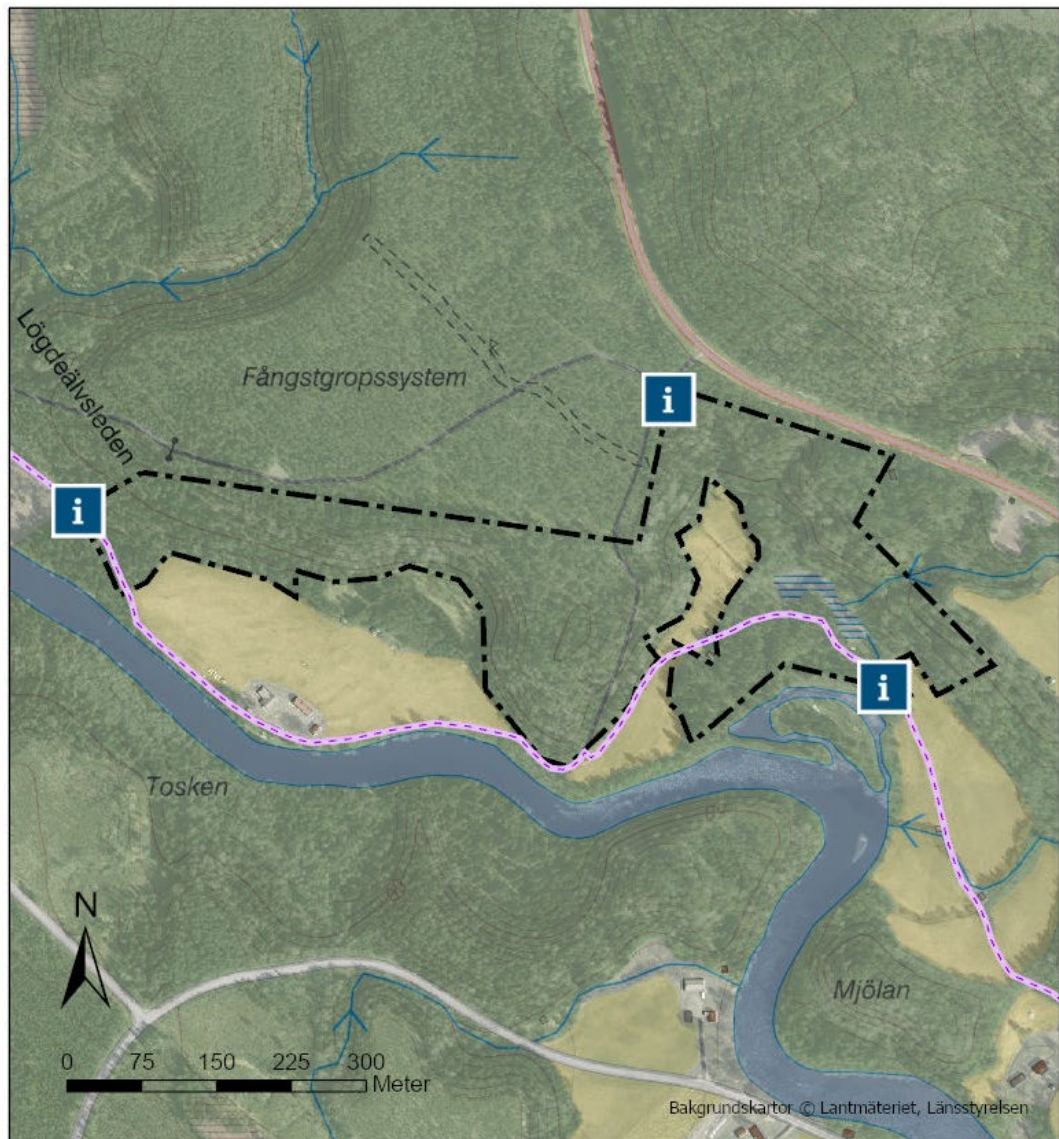 Lögdeälvsleden
Fångstgropssystem
i
i
i
Tosken
N
Mjölan
0 75 150 225 300
Meter
Bakgrundskartor © Lantmäteriet, Länsstyrelsen